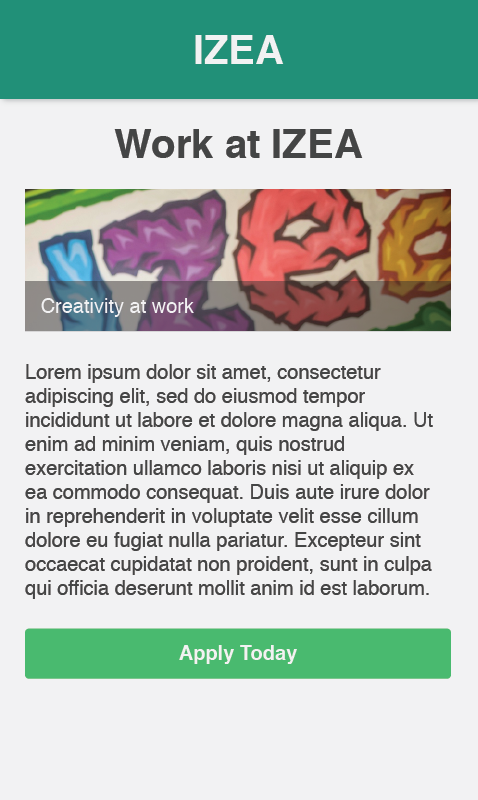 IZEA
Work at IZEA
IZEa
Creativity at work
Lorem ipsum dolor sit amet, consectetur
adipiscing elit, sed do eiusmod tempor
incididunt ut labore et dolore magna aliqua. Ut
enim ad minim veniam, quis nostrud
exercitation ullamco laboris nisi ut aliquip ex
ea commodo consequat. Duis aute irure dolor
in reprehenderit in voluptate velit esse cillum
dolore eu fugiat nulla pariatur. Excepteur sint
occaecat cupidatat non proident, sunt in culpa
qui officia deserunt mollit anim id est laborum.
Apply Today